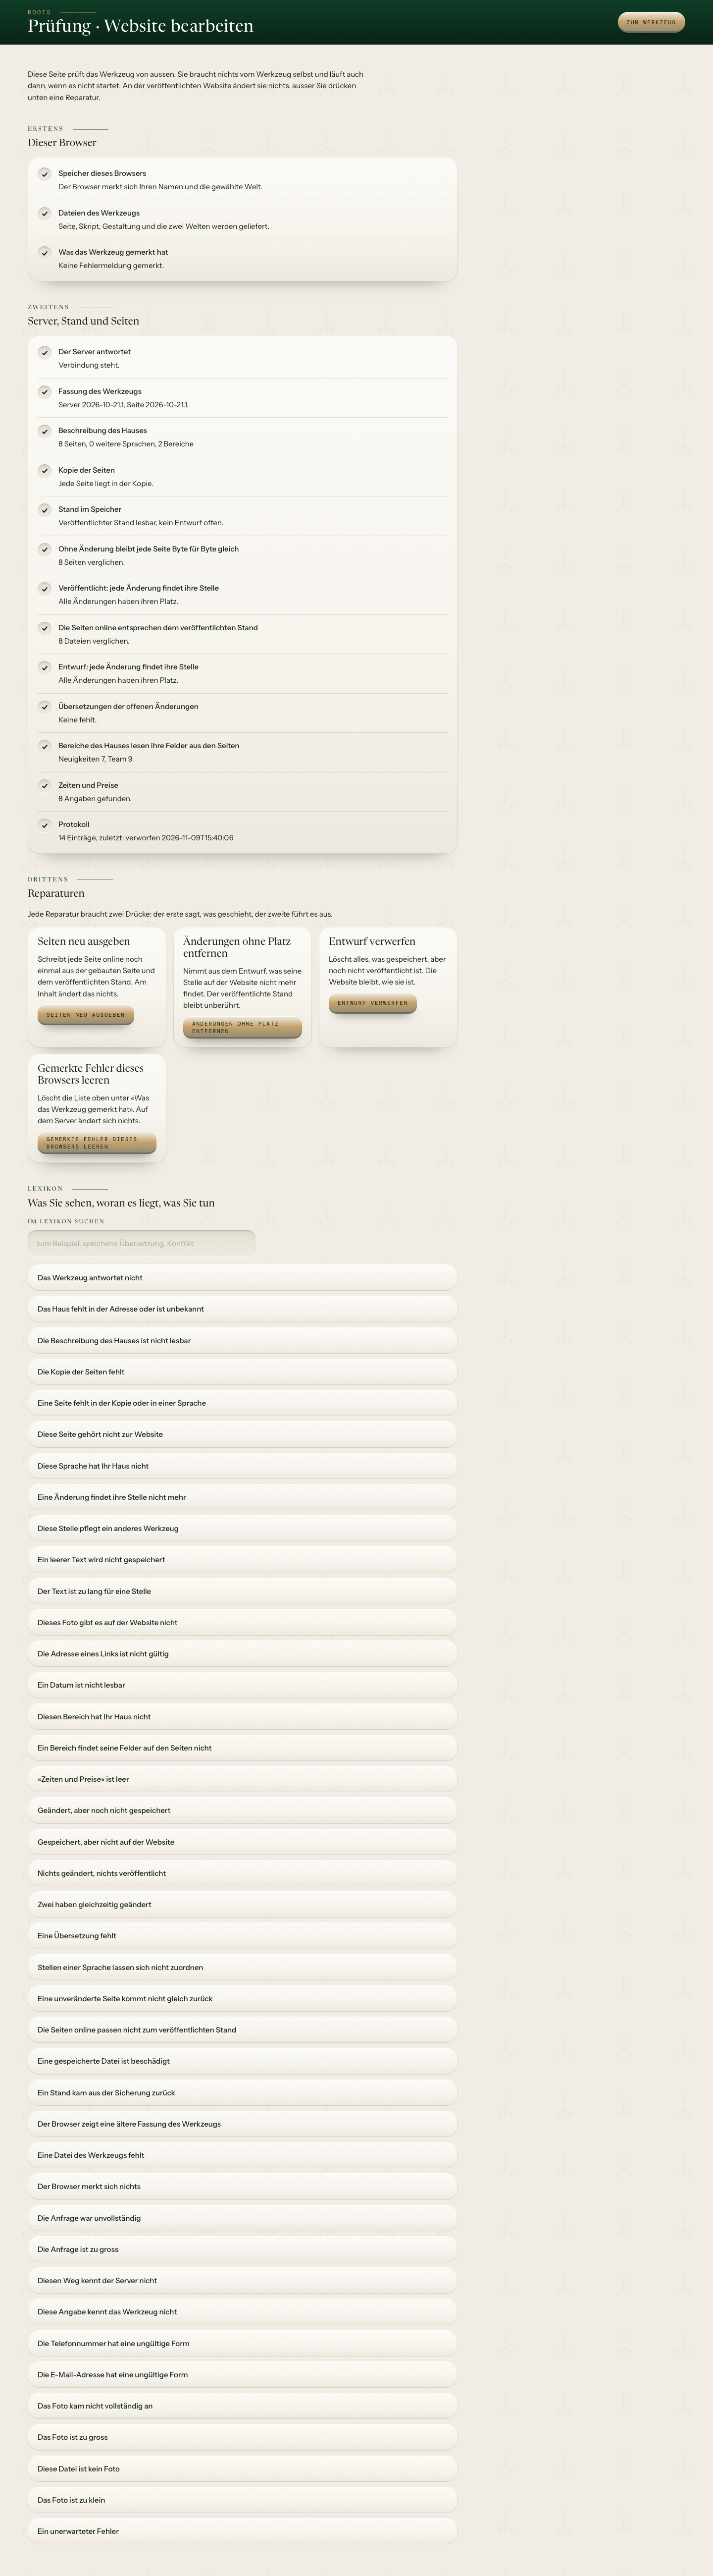 ROOTS
Prüfung · Website bearbeiten
ZUM WERKZEUG
Diese Seite prüft das Werkzeug von aussen. Sie braucht nichts vom Werkzeug selbst und läuft auch
dann, wenn es nicht startet. An der veröffentlichten Website ändert sie nichts, ausser Sie drücken
unten eine Reparatur.
ERSTENS
Dieser Browser
Speicher dieses Browsers
Der Browser merkt sich Ihren Namen und die gewählte Welt.
Dateien des Werkzeugs
Seite, Skript, Gestaltung und die zwei Welten werden geliefert.
Was das Werkzeug gemerkt hat
Keine Fehlermeldung gemerkt.
ZWEITENS
Server, Stand und Seiten
Der Server antwortet
Verbindung steht.
Fassung des Werkzeugs
Server 2026-10-21.1, Seite 2026-10-21.1.
Beschreibung des Hauses
8 Seiten, 0 weitere Sprachen, 2 Bereiche
Kopie der Seiten
Jede Seite liegt in der Kopie.
Stand im Speicher
Veröffentlichter Stand lesbar, kein Entwurf offen.
Ohne Änderung bleibt jede Seite Byte für Byte gleich
8 Seiten verglichen.
Veröffentlicht: jede Änderung findet ihre Stelle
Alle Änderungen haben ihren Platz.
Die Seiten online entsprechen dem veröffentlichten Stand
8 Dateien verglichen.
Entwurf: jede Änderung findet ihre Stelle
Alle Änderungen haben ihren Platz.
Übersetzungen der offenen Änderungen
Keine fehlt.
Bereiche des Hauses lesen ihre Felder aus den Seiten
Neuigkeiten 7, Team 9
Zeiten und Preise
8 Angaben gefunden.
Protokoll
14 Einträge, zuletzt: verworfen 2026-11-09T15:40:06
DRITTENS
Reparaturen
Jede Reparatur braucht zwei Drücke: der erste sagt, was geschieht, der zweite führt es aus.
Seiten neu ausgeben
Schreibt jede Seite online noch
einmal aus der gebauten Seite und
dem veröffentlichten Stand. Am
Inhalt ändert das nichts.
SEITEN NEU AUSGEBEN
Änderungen ohne Platz
entfernen
Nimmt aus dem Entwurf, was seine
Stelle auf der Website nicht mehr
findet. Der veröffentlichte Stand
bleibt unberührt.
ÄNDERUNGEN OHNE PLATZ
ENTFERNEN
Entwurf verwerfen
Löscht alles, was gespeichert, aber
noch nicht veröffentlicht ist. Die
Website bleibt, wie sie ist.
ENTWURF VERWERFEN
Gemerkte Fehler dieses
Browsers leeren
Löscht die Liste oben unter «Was
das Werkzeug gemerkt hat». Auf
dem Server ändert sich nichts.
GEMERKTE FEHLER DIESES
BROWSERS LEEREN
LEXIKON
Was Sie sehen, woran es liegt, was Sie tun
IM LEXIKON SUCHEN
zum Beispiel: speichern, Übersetzung, Konflikt
Das Werkzeug antwortet nicht
Das Haus fehlt in der Adresse oder ist unbekannt
Die Beschreibung des Hauses ist nicht lesbar
Die Kopie der Seiten fehlt
Eine Seite fehlt in der Kopie oder in einer Sprache
Diese Seite gehört nicht zur Website
Diese Sprache hat Ihr Haus nicht
Eine Änderung findet ihre Stelle nicht mehr
Diese Stelle pflegt ein anderes Werkzeug
Ein leerer Text wird nicht gespeichert
Der Text ist zu lang für eine Stelle
Dieses Foto gibt es auf der Website nicht
Die Adresse eines Links ist nicht gültig
Ein Datum ist nicht lesbar
Diesen Bereich hat Ihr Haus nicht
Ein Bereich findet seine Felder auf den Seiten nicht
«Zeiten und Preise» ist leer
Geändert, aber noch nicht gespeichert
Gespeichert, aber nicht auf der Website
Nichts geändert, nichts veröffentlicht
Zwei haben gleichzeitig geändert
Eine Übersetzung fehlt
Stellen einer Sprache lassen sich nicht zuordnen
Eine unveränderte Seite kommt nicht gleich zurück
Die Seiten online passen nicht zum veröffentlichten Stand
Eine gespeicherte Datei ist beschädigt
Ein Stand kam aus der Sicherung zurück
Der Browser zeigt eine ältere Fassung des Werkzeugs
Eine Datei des Werkzeugs fehlt
Der Browser merkt sich nichts
Die Anfrage war unvollständig
Die Anfrage ist zu gross
Diesen Weg kennt der Server nicht
Diese Angabe kennt das Werkzeug nicht
Die Telefonnummer hat eine ungültige Form
Die E-Mail-Adresse hat eine ungültige Form
Das Foto kam nicht vollständig an
Das Foto ist zu gross
Diese Datei ist kein Foto
Das Foto ist zu klein
Ein unerwarteter Fehler